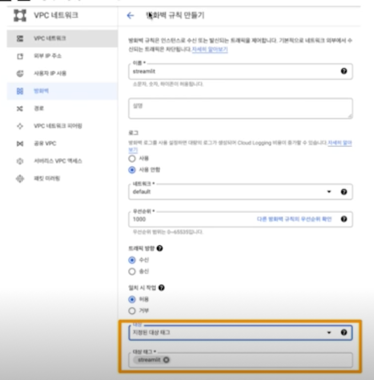 VPC 네트워크
방화벽 규칙 만들기
VPC 네트워크
외부 IP 주소
사용자 IP 사용
방화벽
경로
VPC 네트워크 피어링
공유 VPC
서버리스 VPC 액세스
패킷 미러링
방화벽 규칙은 인스턴스로 수신 또는 발신되는 트래픽을 제어합니다. 기본적으로 네트워크 외부에서 수
신되는 트래픽은 차단됩니다. 자세히 알아보기
이름 *
streamlit
소문자, 숫자, 하이픈이 허용됩니다.
설명
로그
방화벽 로그를 사용 설정하면 대량의 로그가 생성되어 Cloud Logging 비용이 증가할 수 있습니다. 자세히 알아
보기
사용
사용 안함
네트워크 *
default
우선순위 *
1000
다른 방화벽 규칙의 우선순위 확인
우선순위 범위는 0~65535입니다.
트래픽 방향
수신
송신
일치 시 작업
허용
거부
대상
지정된 대상 태그
대상 태그 *
streamlit